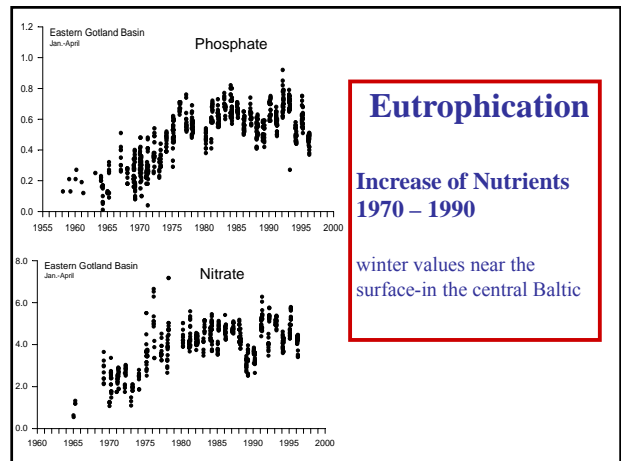 Eastern Gotland Basin
Jan.-April
Phosphate
1.2
1.0
0.8
0.6
0.4
0.2
0.0
1955 1960 1965 1970 1975 1980 1985 1990 1995 2000
Eastern Gotland Basin
Jan.-April
Nitrate
8.0
6.0
4.0
2.0
0.0
1960 1965 1970 1975 1980 1985 1990 1995 2000
Eutrophication
Increase of Nutrients
1970 – 1990
winter values near the
surface-in the central Baltic